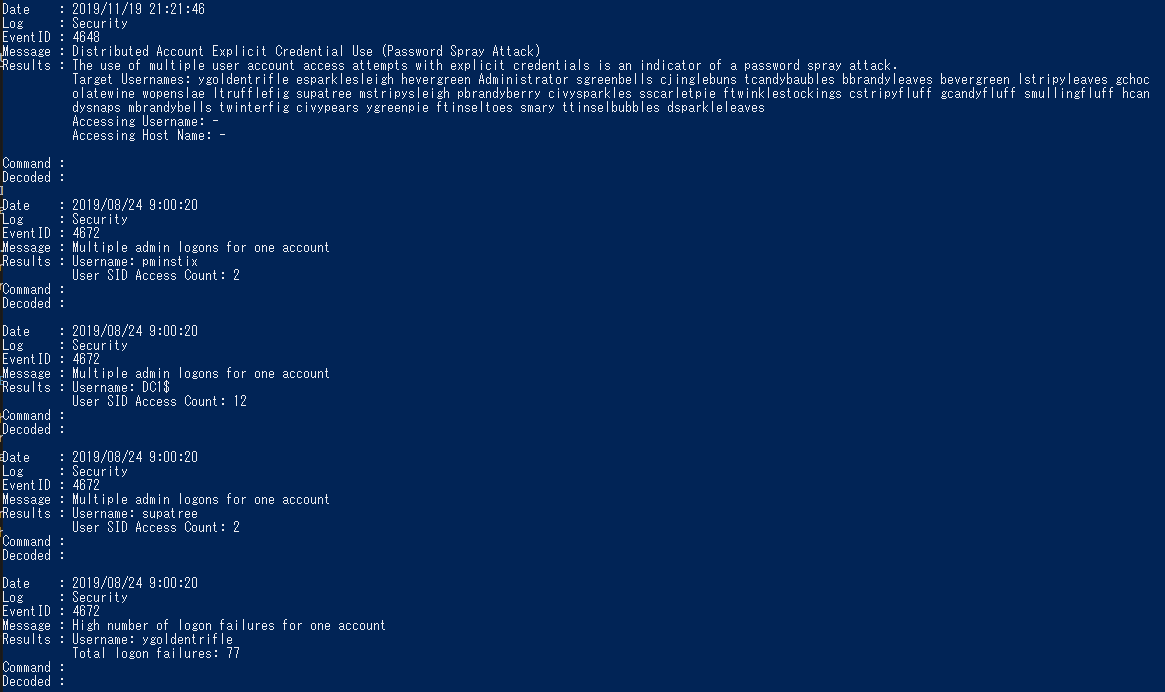 Date    : 2019/11/19 21:21:46
Log     : Security
EventID : 4648
Message : Distributed Account Explicit Credential Use (Password Spray Attack)
Results : The use of multiple user account access attempts with explicit credentials is an indicator of a password spray attack.
          Target Usernames: ygoldentrifle esparklesleigh hevergreen Administrator sgreenbells cjinglebuns tcandybaubles bbrandyleaves bevergreen lstripyleaves gchoc
          olatewine wopenslae ltrufflefig supatree mstripysleigh pbrandyberry civysparkles sscarletpie ftwinklestockings cstripyfluff gcandyfluff smullingfluff hcan
          dysnaps mbrandybells twinterfig civypears ygreenpie ftinseltoes smary ttinselbubbles dsparkleleaves
          Accessing Username: -
          Accessing Host Name: -
Command :
Decoded :
Date    : 2019/08/24 9:00:20
Log     : Security
EventID : 4672
Message : Multiple admin logons for one account
Results : Username: pminstix
          User SID Access Count: 2
Command :
Decoded :
Date    : 2019/08/24 9:00:20
Log     : Security
EventID : 4672
Message : Multiple admin logons for one account
Results : Username: DC1$
          User SID Access Count: 12
Command :
Decoded :
Date    : 2019/08/24 9:00:20
Log     : Security
EventID : 4672
Message : Multiple admin logons for one account
Results : Username: supatree
          User SID Access Count: 2
Command :
Decoded :
Date    : 2019/08/24 9:00:20
Log     : Security
EventID : 4672
Message : High number of logon failures for one account
Results : Username: ygoldentrifle
          Total logon failures: 77
Command :
Decoded :